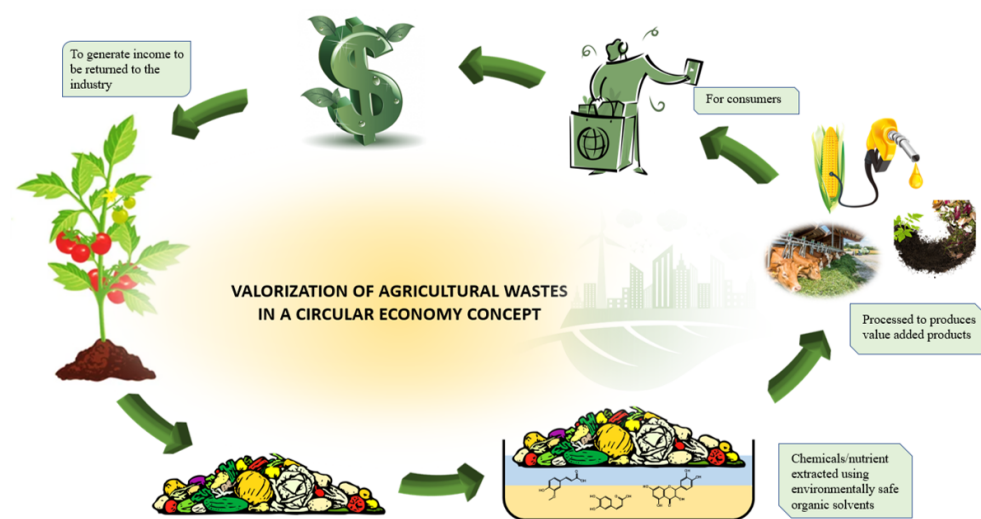 To generate income to
be returned to the
industry
For consumers
VALORIZATION OF AGRICULTURAL WASTES
IN A CIRCULAR ECONOMY CONCEPT
Processed to produces
value added products
Chemicals/nutrient
extracted using
environmentally safe
organic solvents